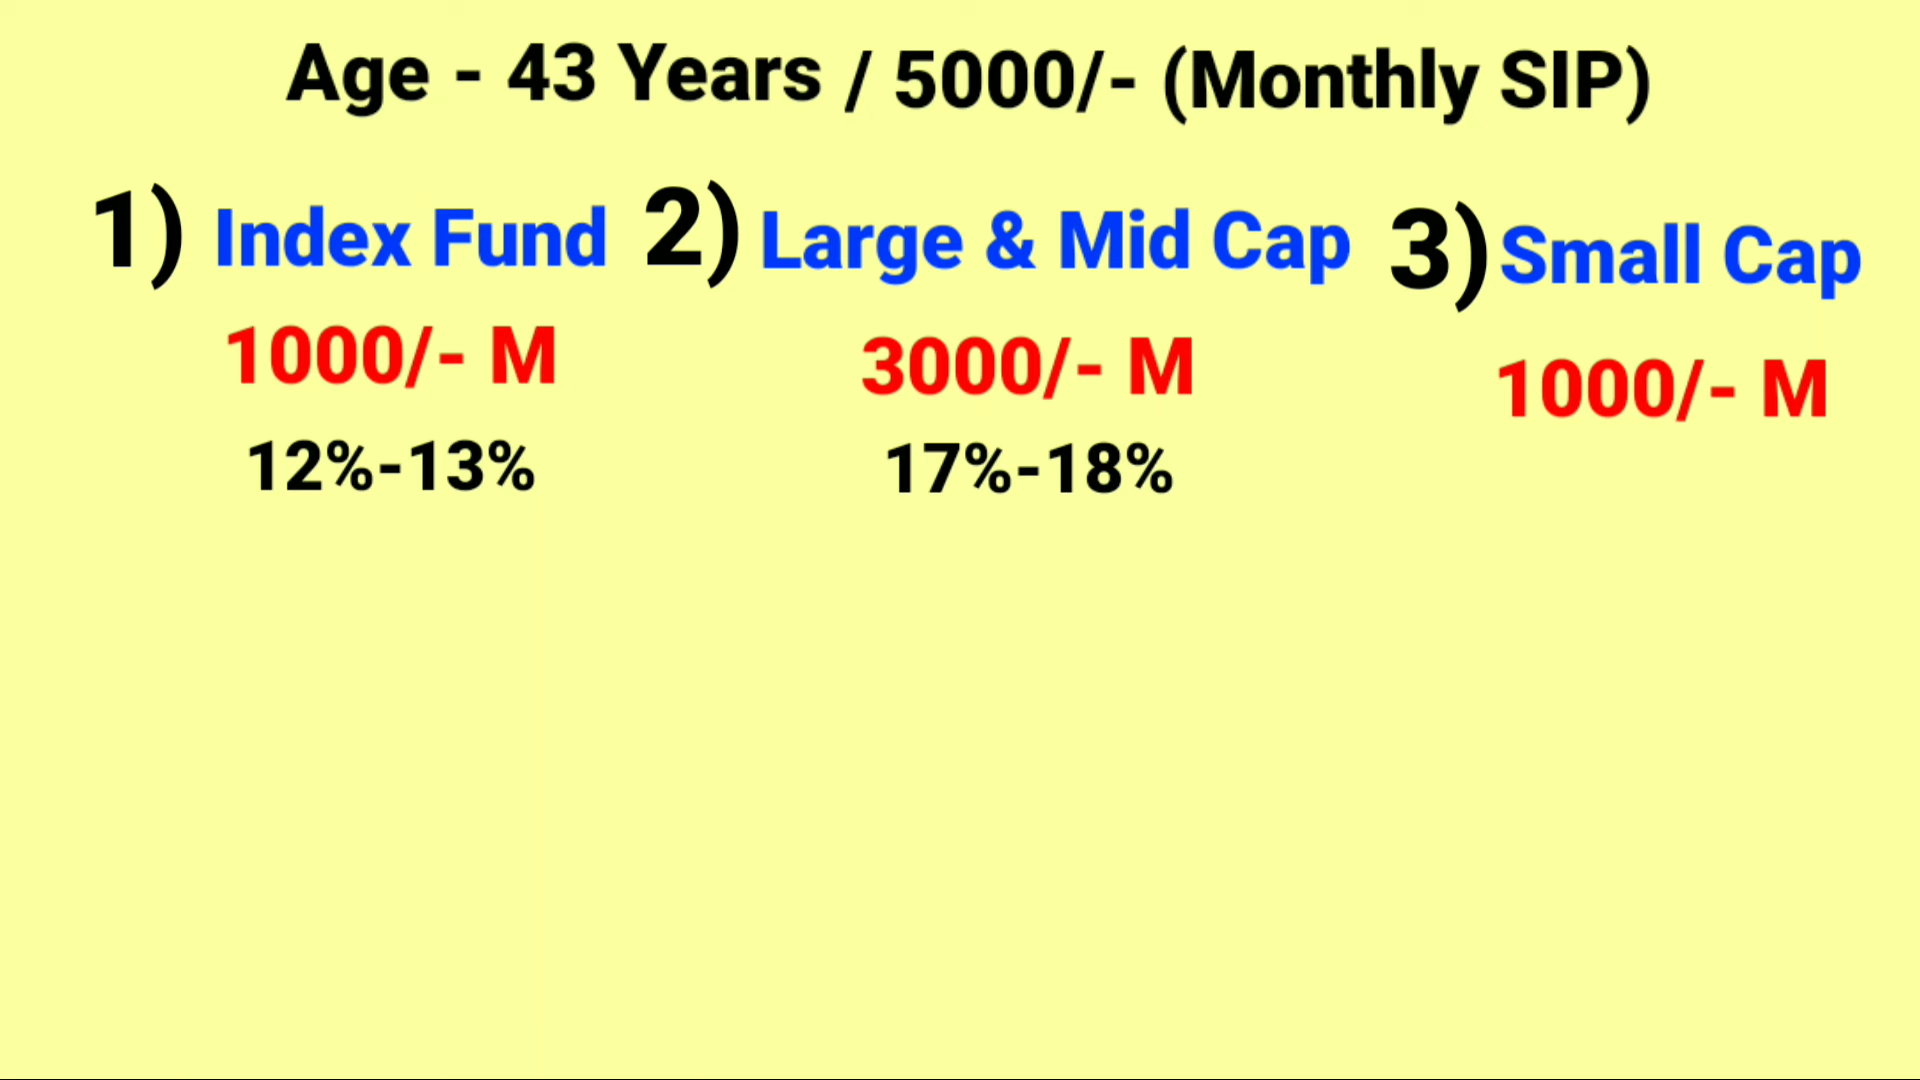 Age - 43 Years / 5000/- (Monthly SIP)
1) Index Fund 2) Large & Mid Cap 3) Small Cap
1000/- M 3000/- M 1000/- M
12%-13% 17%-18%